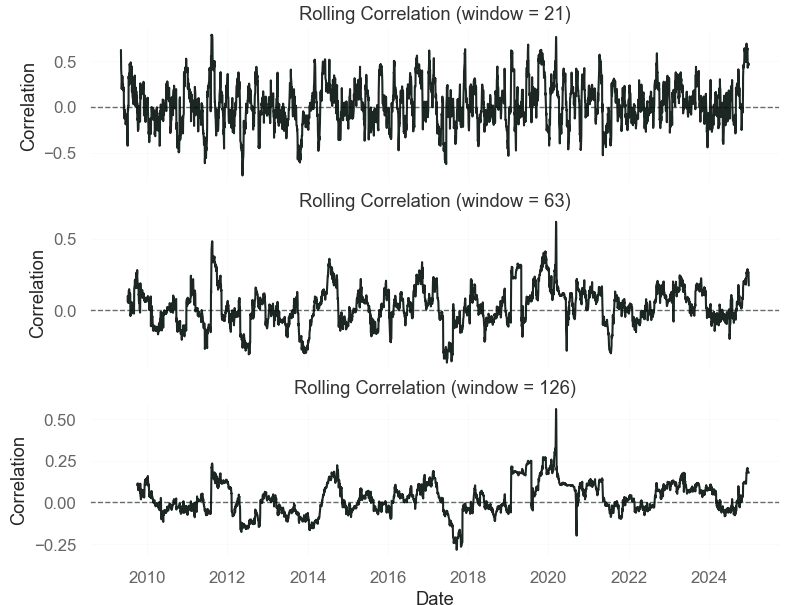 Rolling Correlation (window = 21)
Correlation
0.5
0.0
−0.5
Rolling Correlation (window = 63)
Correlation
0.5
0.0
Rolling Correlation (window = 126)
Correlation
0.50
0.25
0.00
−0.25
2010 2012 2014 2016 2018 2020 2022 2024
Date